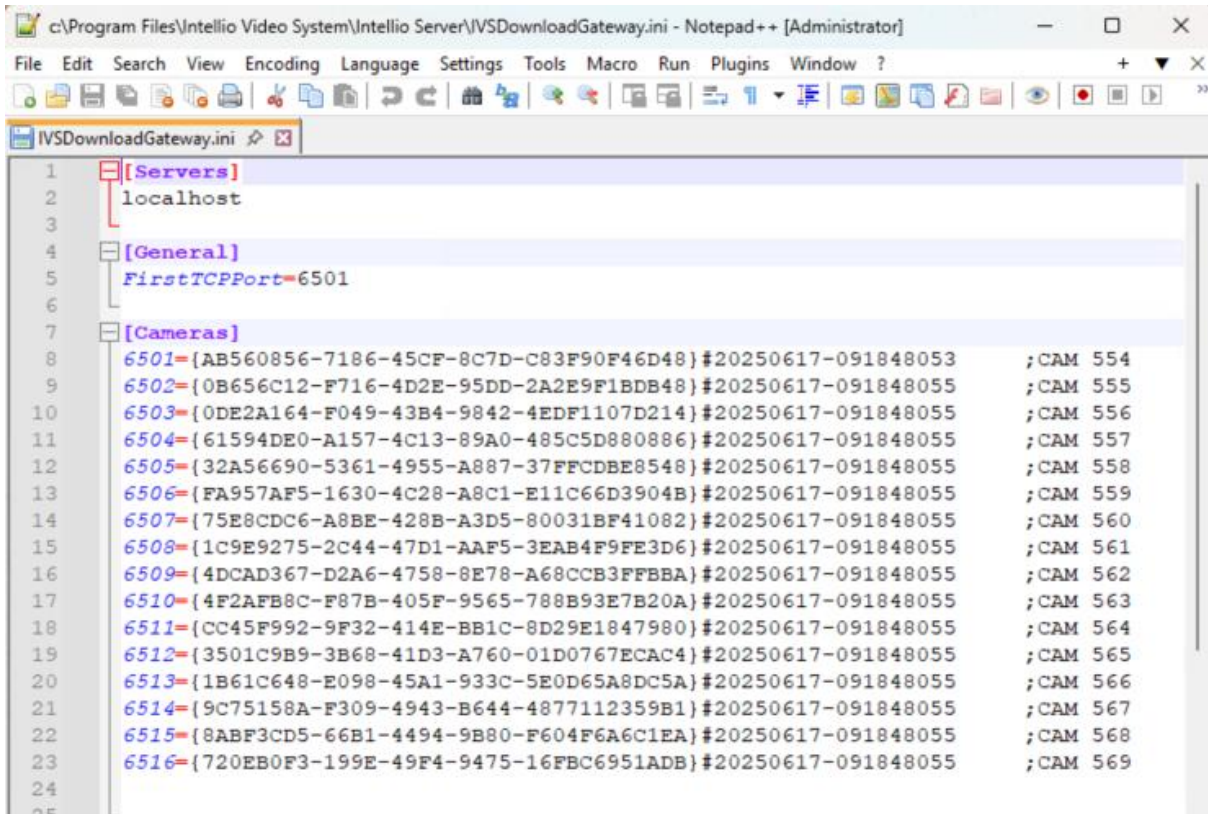 c:\Program Files\Intellio Video System\Intellio Server\IVSDownloadGateway.ini - Notepad++ [Administrator]
File Edit Search View Encoding Language Settings Tools Macro Run Plugins Window ?
IVSDownloadGateway.ini
1 [Servers]
2 localhost
3
4 [General]
5 FirstTCPPort=6501
6
7 [Cameras]
8 6501={AB560856-7186-45CF-8C7D-C83F90F46D48}#20250617-091848053 ;CAM 554
9 6502={0B656C12-F716-4D2E-95DD-2A2E9F1BDB48}#20250617-091848055 ;CAM 555
10 6503={0DE2A164-F049-43B4-9842-4EDF1107D214}#20250617-091848055 ;CAM 556
11 6504={61594DE0-A157-4C13-89A0-485C5D880886}#20250617-091848055 ;CAM 557
12 6505={32A56690-5361-4955-A887-37FFCDBE8548}#20250617-091848055 ;CAM 558
13 6506={FA957AF5-1630-4C28-A8C1-E11C66D3904B}#20250617-091848055 ;CAM 559
14 6507={75E8CDC6-A8BE-428B-A3D5-80031BF41082}#20250617-091848055 ;CAM 560
15 6508={1C9E9275-2C44-47D1-AAF5-3EAB4F9FE3D6}#20250617-091848055 ;CAM 561
16 6509={4DCAD367-D2A6-4758-8E78-A68CCB3FFBBA}#20250617-091848055 ;CAM 562
17 6510={4F2AFB8C-F87B-405F-9565-788B93E7B20A}#20250617-091848055 ;CAM 563
18 6511={CC45F992-9F32-414E-BB1C-8D29E1847980}#20250617-091848055 ;CAM 564
19 6512={3501C9B9-3B68-41D3-A760-01D0767ECAC4}#20250617-091848055 ;CAM 565
20 6513={1B61C648-E098-45A1-933C-5E0D65A8DC5A}#20250617-091848055 ;CAM 566
21 6514={9C75158A-F309-4943-B644-4877112359B1}#20250617-091848055 ;CAM 567
22 6515={8ABF3CD5-66B1-4494-9B80-F604F6A6C1EA}#20250617-091848055 ;CAM 568
23 6516={720EB0F3-199E-49F4-9475-16FBC6951ADB}#20250617-091848055 ;CAM 569
24